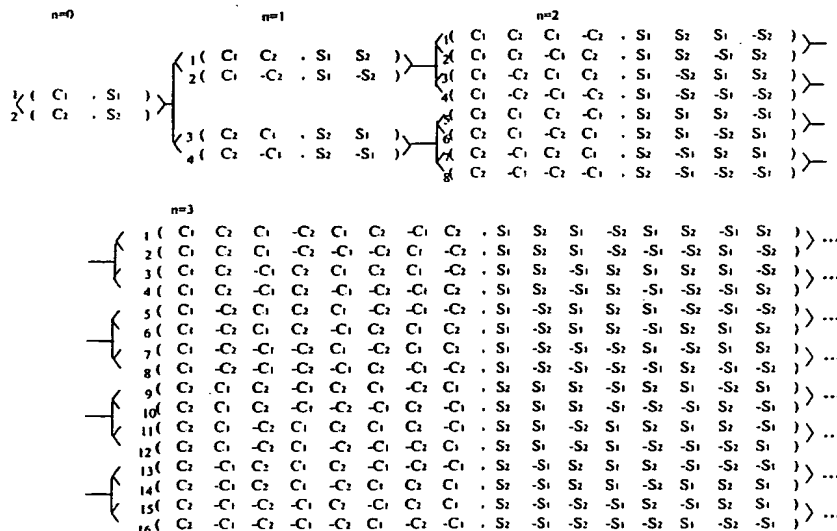 n=0 n=1 n=2
1 ( C1 C2 C1 -C2 , S1 S2 S1 -S2 )
1 ( C1 C2 , S1 S2 ) 2 ( C1 C2 -C1 C2 , S1 S2 -S1 S2 )
2 ( C1 -C2 , S1 -S2 ) 3 ( C1 -C2 C1 C2 , S1 -S2 S1 S2 )
1 ( C1 , S1 ) 4 ( C1 -C2 -C1 -C2 , S1 -S2 -S1 -S2 )
2 ( C2 , S2 ) 5 ( C2 C1 C2 -C1 , S2 S1 S2 -S1 )
3 ( C2 C1 , S2 S1 ) 6 ( C2 C1 -C2 C1 , S2 S1 -S2 S1 )
4 ( C2 -C1 , S2 -S1 ) 7 ( C2 -C1 C2 C1 , S2 -S1 S2 S1 )
8 ( C2 -C1 -C2 -C1 , S2 -S1 -S2 -S1 )
n=3
1 ( C1 C2 C1 -C2 C1 C2 -C1 C2 , S1 S2 S1 -S2 S1 S2 -S1 S2 ) ...
2 ( C1 C2 C1 -C2 -C1 -C2 C1 -C2 , S1 S2 S1 -S2 -S1 -S2 S1 -S2 )
3 ( C1 C2 -C1 C2 C1 C2 C1 -C2 , S1 S2 -S1 S2 S1 S2 S1 -S2 ) ...
4 ( C1 C2 -C1 C2 -C1 -C2 -C1 C2 , S1 S2 -S1 S2 -S1 -S2 -S1 S2 )
5 ( C1 -C2 C1 C2 C1 -C2 -C1 -C2 , S1 -S2 S1 S2 S1 -S2 -S1 -S2 ) ...
6 ( C1 -C2 C1 C2 -C1 C2 C1 C2 , S1 -S2 S1 S2 -S1 S2 S1 S2 )
7 ( C1 -C2 -C1 -C2 C1 -C2 C1 C2 , S1 -S2 -S1 -S2 S1 -S2 S1 S2 ) ...
8 ( C1 -C2 -C1 -C2 -C1 C2 -C1 -C2 , S1 -S2 -S1 -S2 -S1 S2 -S1 -S2 )
9 ( C2 C1 C2 -C1 C2 C1 -C2 C1 , S2 S1 S2 -S1 S2 S1 -S2 S1 ) ..
10 ( C2 C1 C2 -C1 -C2 -C1 C2 -C1 , S2 S1 S2 -S1 -S2 -S1 S2 -S1 )
11 ( C2 C1 -C2 C1 C2 C1 C2 -C1 , S2 S1 -S2 S1 S2 S1 S2 -S1 ) ..
12 ( C2 C1 -C2 C1 -C2 -C1 -C2 C1 , S2 S1 -S2 S1 -S2 -S1 -S2 S1 )
13 ( C2 -C1 C2 C1 C2 -C1 -C2 -C1 , S2 -S1 S2 S1 S2 -S1 -S2 -S1 ) ...
14 ( C2 -C1 C2 C1 -C2 C1 C2 C1 , S2 -S1 S2 S1 -S2 S1 S2 S1 )
15 ( C2 -C1 -C2 -C1 C2 -C1 C2 C1 , S2 -S1 -S2 -S1 S2 -S1 S2 S1 ) ...
16 ( C2 -C1 -C2 -C1 -C2 C1 -C2 -C1 , S2 -S1 -S2 -S1 -S2 S1 -S2 -S1 )